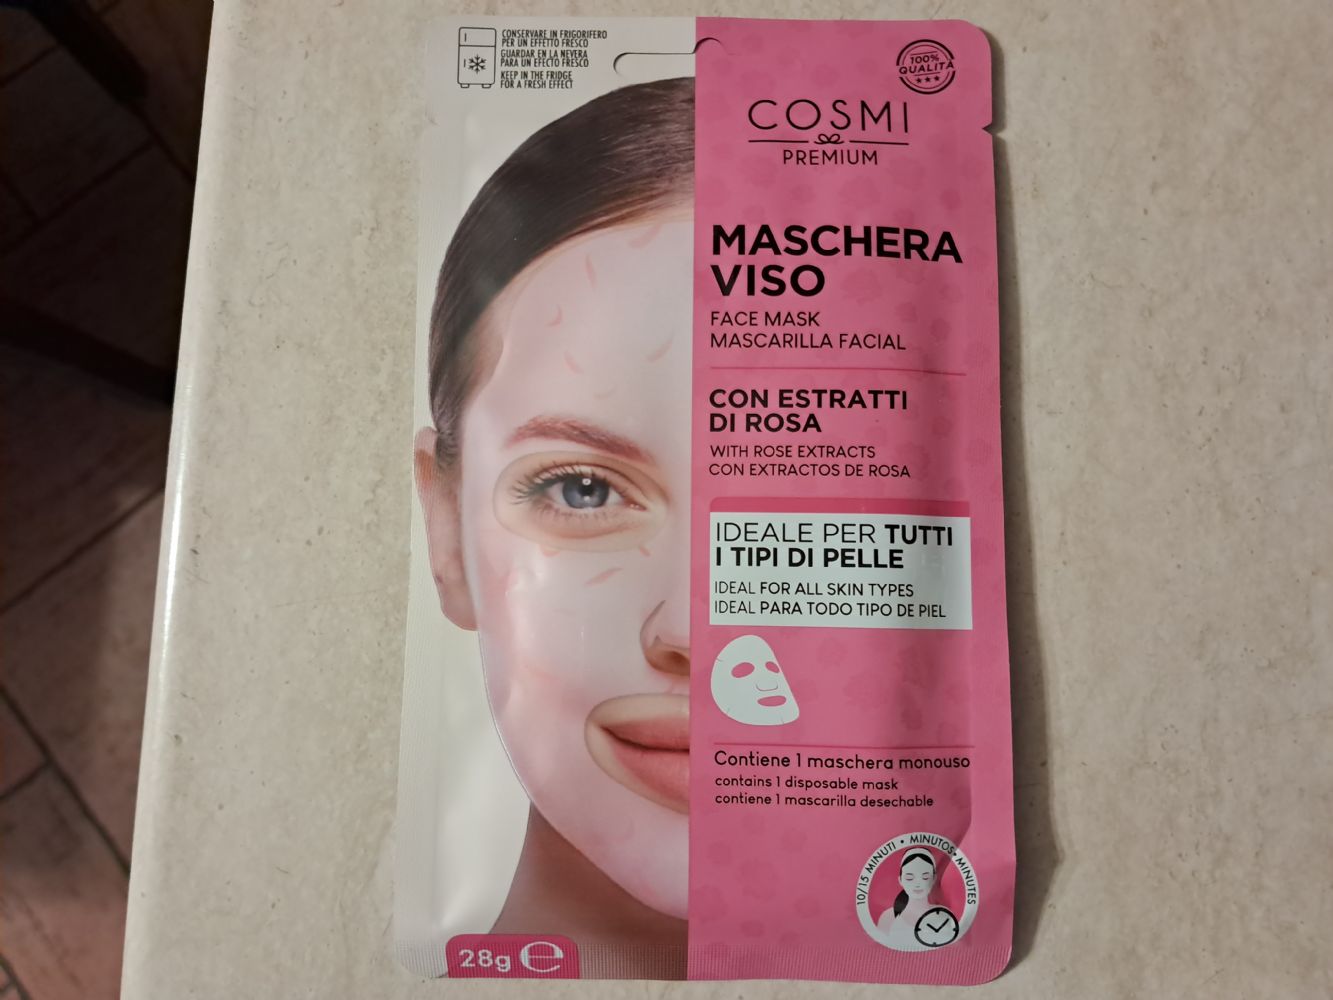 CONSERVARE IN FRIGORIFERO
PER UN EFFETTO FRESCO
GUARDAR EN LA NEVERA
PARA UN EFECTO FRESCO
KEEP IN THE FRIDGE
FOR A FRESH EFFECT
100%
QUALITÀ
COSMI
PREMIUM
MASCHERA
VISO
FACE MASK
MASCARILLA FACIAL
CON ESTRATTI
DI ROSA
WITH ROSE EXTRACTS
CON EXTRACTOS DE ROSA
IDEALE PER TUTTI
I TIPI DI PELLE
IDEAL FOR ALL SKIN TYPES
IDEAL PARA TODO TIPO DE PIEL
Contiene 1 maschera monouso
contains 1 disposable mask
contiene 1 mascarilla desechable
10/15 MINUTI • MINUTOS • MINUTES
28g e